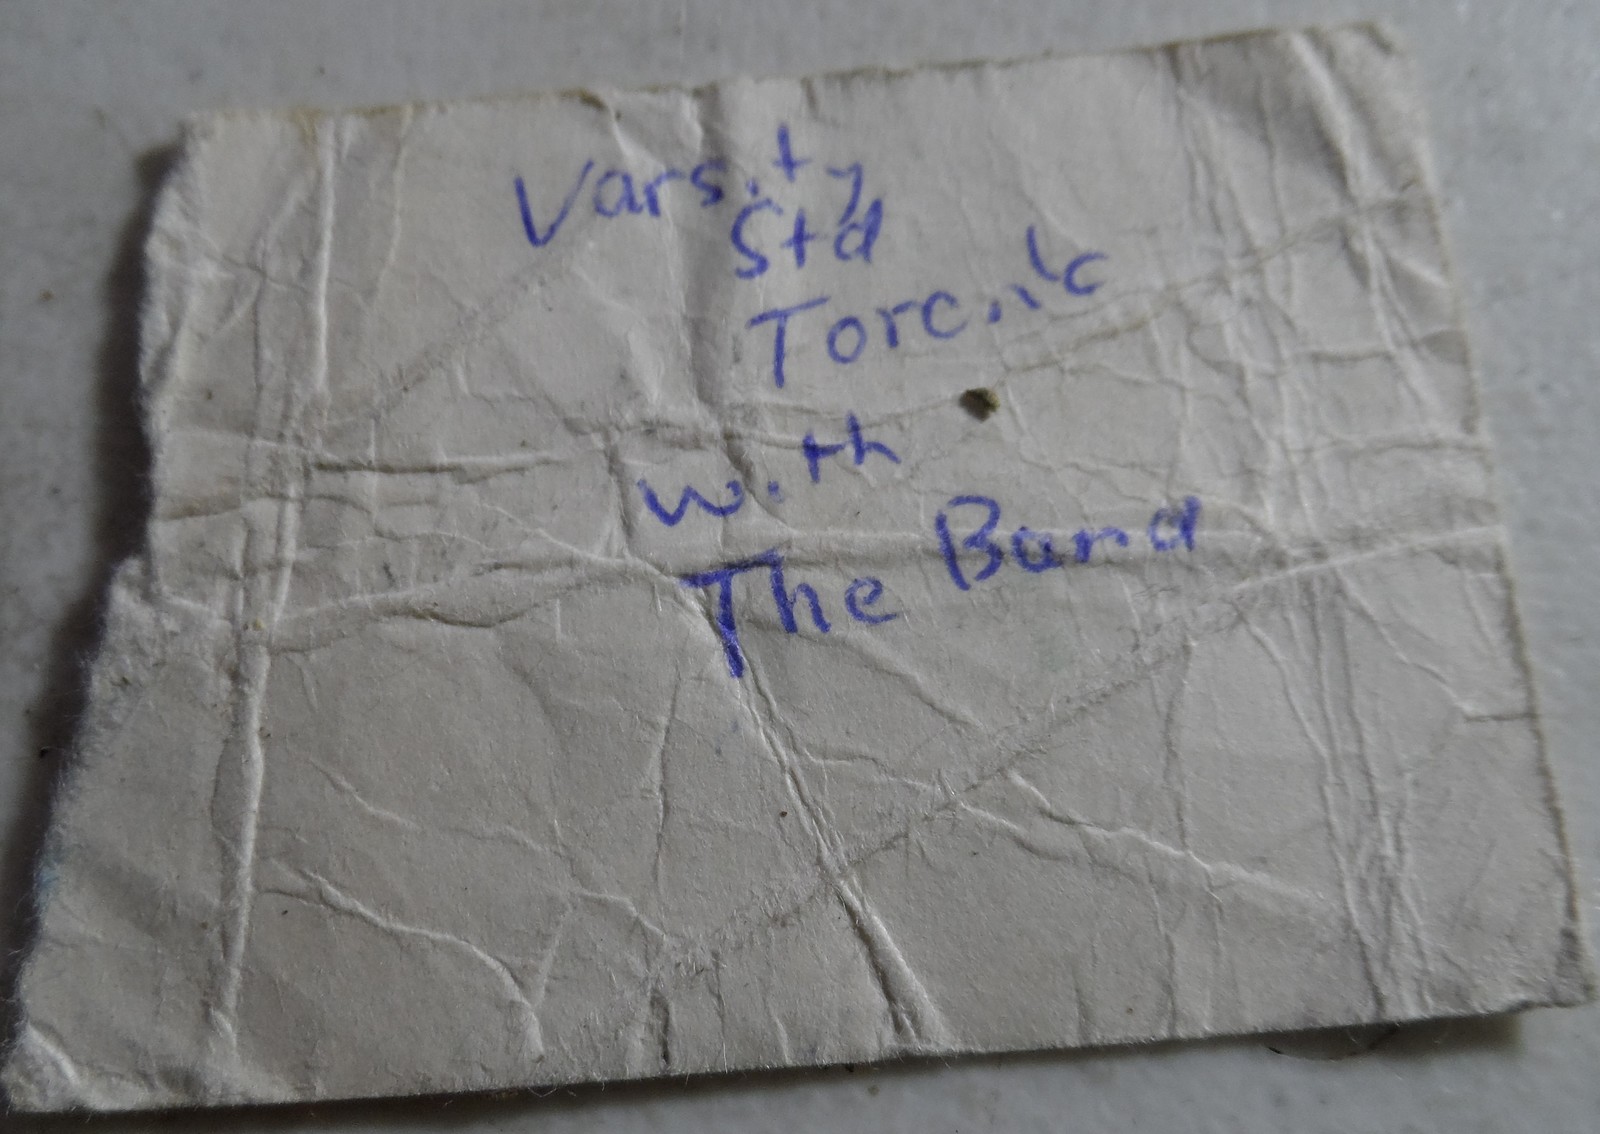 Varsity
Std
Toronto
with
The Band